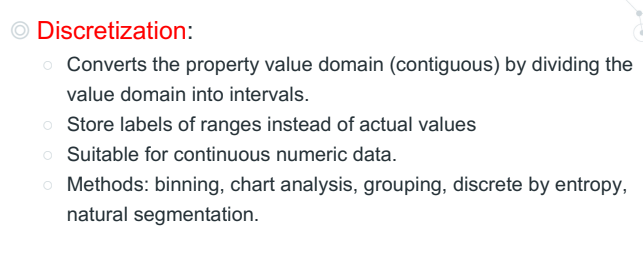 Discretization:
Converts the property value domain (contiguous) by dividing the
value domain into intervals.
Store labels of ranges instead of actual values
Suitable for continuous numeric data.
Methods: binning, chart analysis, grouping, discrete by entropy,
natural segmentation.